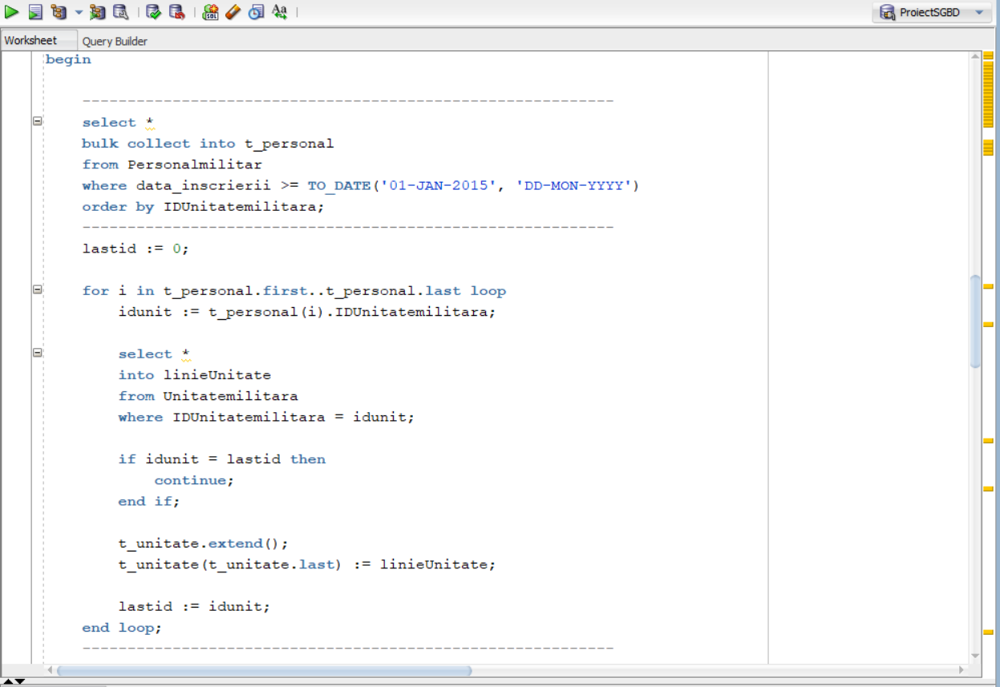 ProiectSGBD
Worksheet Query Builder
begin
-----------------------------------------------------------
select *
bulk collect into t_personal
from Personalmilitar
where data_inscrierii >= TO_DATE('01-JAN-2015', 'DD-MON-YYYY')
order by IDUnitatemilitara;
-----------------------------------------------------------
lastid := 0;
for i in t_personal.first..t_personal.last loop
idunit := t_personal(i).IDUnitatemilitara;
select *
into linieUnitate
from Unitatemilitara
where IDUnitatemilitara = idunit;
if idunit = lastid then
continue;
end if;
t_unitate.extend();
t_unitate(t_unitate.last) := linieUnitate;
lastid := idunit;
end loop;
-----------------------------------------------------------